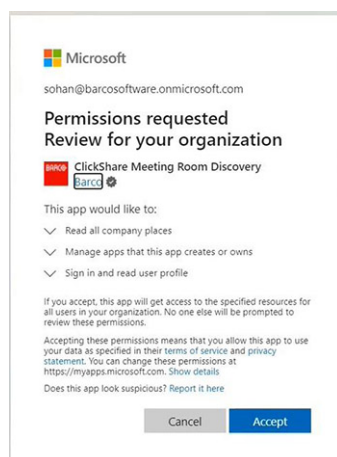 Microsoft
sohan@barcosoftware.onmicrosoft.com
Permissions requested
Review for your organization
BARCO
ClickShare Meeting Room Discovery
Barco
This app would like to:
Read all company places
Manage apps that this app creates or owns
Sign in and read user profile
If you accept, this app will get access to the specified resources for
all users in your organization. No one else will be prompted to
review these permissions.
Accepting these permissions means that you allow this app to use
your data as specified in their terms of service and privacy
statement. You can change these permissions at
https://myapps.microsoft.com. Show details
Does this app look suspicious? Report it here
Cancel Accept